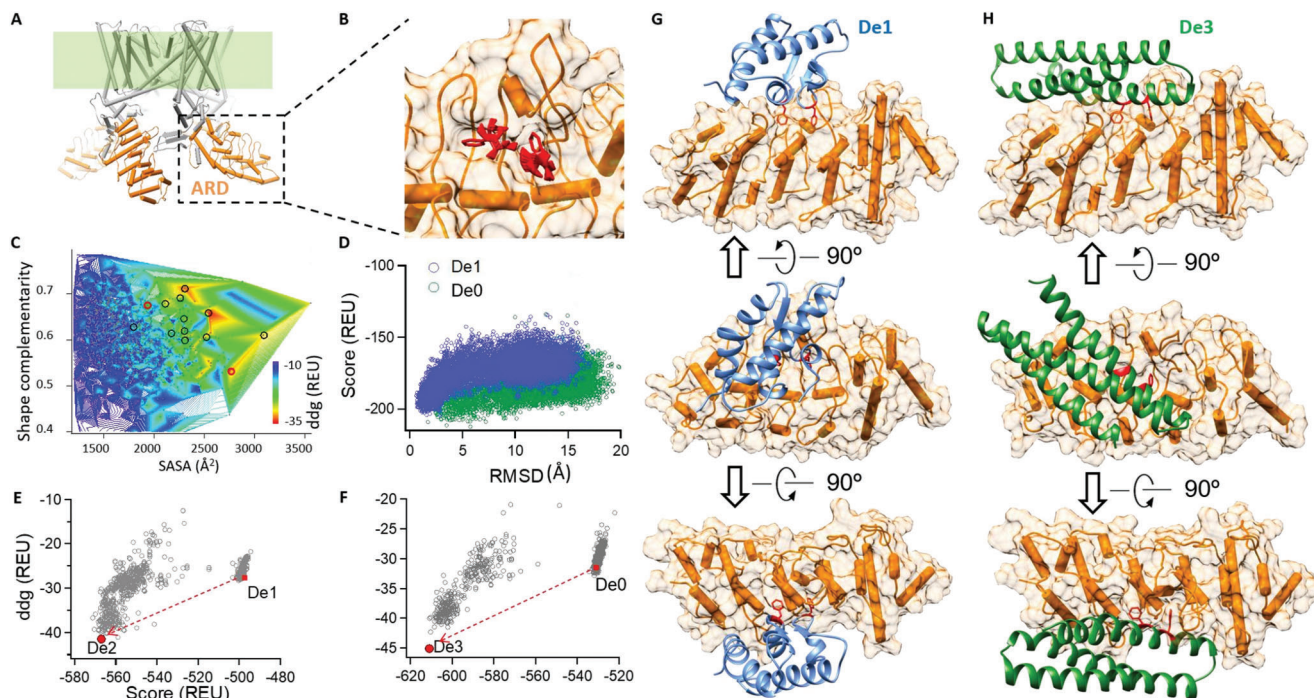 A
ARD
B
C
Shape complementarity
0.7
0.6
0.5
0.4
1500
2000
2500
3000
3500
SASA (Å²)
-10
-35
ddg (REU)
D
De1
De0
Score (REU)
-100
-150
-200
0
5
10
15
20
RMSD (Å)
E
ddg (REU)
-10
-20
-30
-40
De1
De2
-580
-560
-540
-520
-500
-480
Score (REU)
F
-20
-25
-30
-35
-40
-45
De0
De3
-620
-600
-580
-560
-540
-520
Score (REU)
G
De1
90º
90º
H
De3
90º
90º